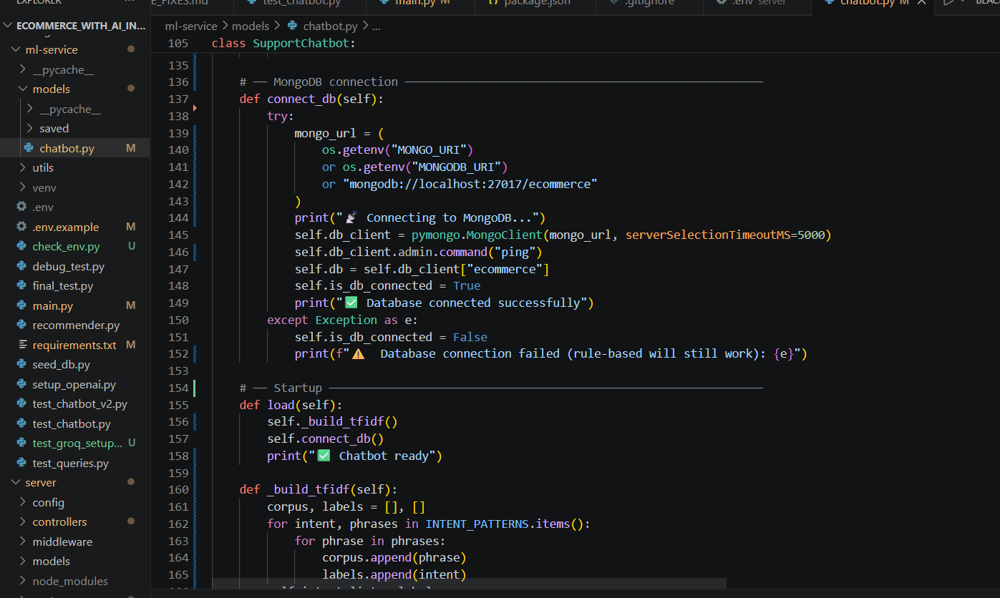 EXPLORER
E_FIXES.md
test_chatbot.py
main.py M
package.json
.gitignore
.env server
chatbot.py M
BLAC
ECOMMERCE_WITH_AI_IN...
ml-service
__pycache__
models
__pycache__
saved
chatbot.py M
utils
venv
.env
.env.example M
check_env.py U
debug_test.py
final_test.py
main.py M
recommender.py
requirements.txt M
seed_db.py
setup_openai.py
test_chatbot_v2.py
test_chatbot.py
test_groq_setup... U
test_queries.py
server
config
controllers
middleware
models
node_modules
ml-service > models > chatbot.py > ...
105 class SupportChatbot:
135
136 # ── MongoDB connection ────────────────────────────────────────────────────
137 def connect_db(self):
138 try:
139 mongo_url = (
140 os.getenv("MONGO_URI")
141 or os.getenv("MONGODB_URI")
142 or "mongodb://localhost:27017/ecommerce"
143 )
144 print("📡 Connecting to MongoDB...")
145 self.db_client = pymongo.MongoClient(mongo_url, serverSelectionTimeoutMS=5000)
146 self.db_client.admin.command("ping")
147 self.db = self.db_client["ecommerce"]
148 self.is_db_connected = True
149 print("✅ Database connected successfully")
150 except Exception as e:
151 self.is_db_connected = False
152 print(f"⚠️ Database connection failed (rule-based will still work): {e}")
153
154 # ── Startup ───────────────────────────────────────────────────────────────
155 def load(self):
156 self._build_tfidf()
157 self.connect_db()
158 print("✅ Chatbot ready")
159
160 def _build_tfidf(self):
161 corpus, labels = [], []
162 for intent, phrases in INTENT_PATTERNS.items():
163 for phrase in phrases:
164 corpus.append(phrase)
165 labels.append(intent)